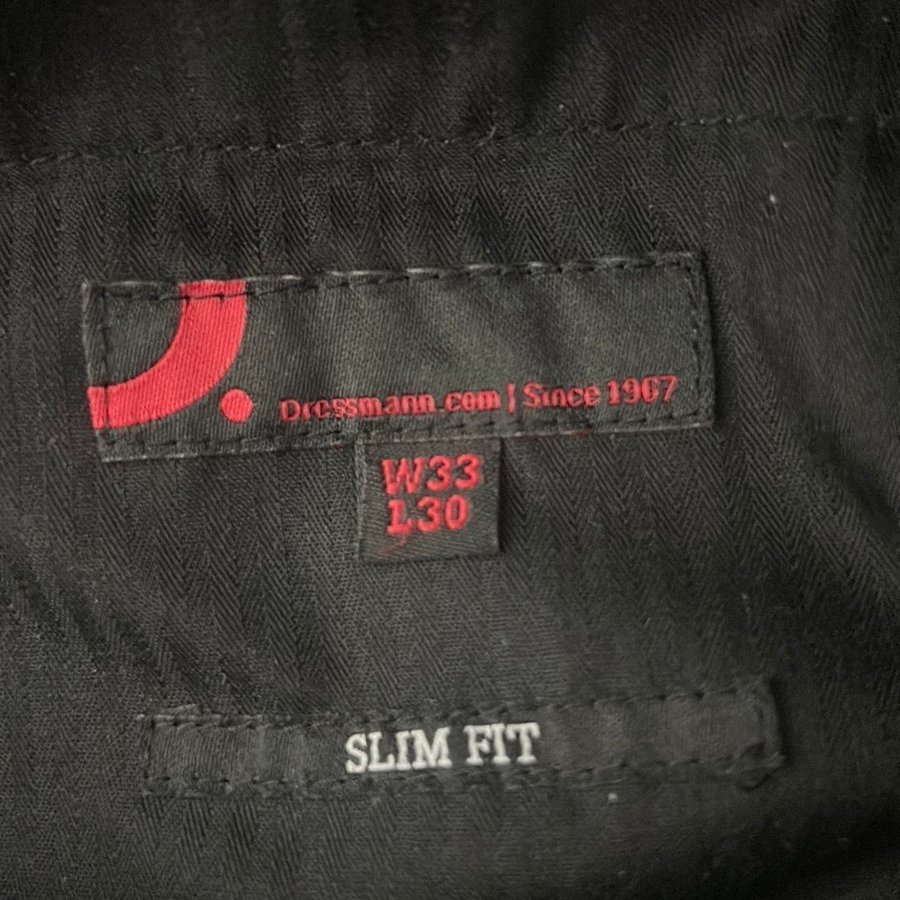 Dressmann.com | Since 1967
W33
L30
SLIM FIT